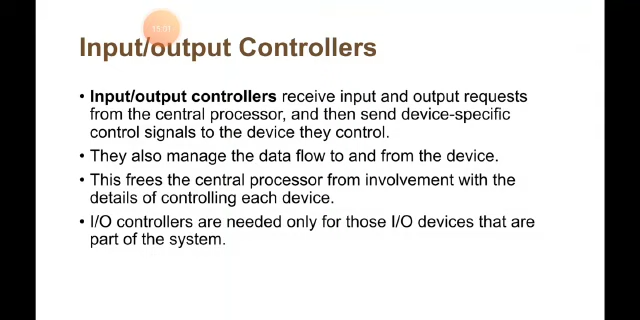 15:31
Input/output Controllers
• Input/output controllers receive input and output requests
from the central processor, and then send device-specific
control signals to the device they control.
• They also manage the data flow to and from the device.
• This frees the central processor from involvement with the
details of controlling each device.
• I/O controllers are needed only for those I/O devices that are
part of the system.